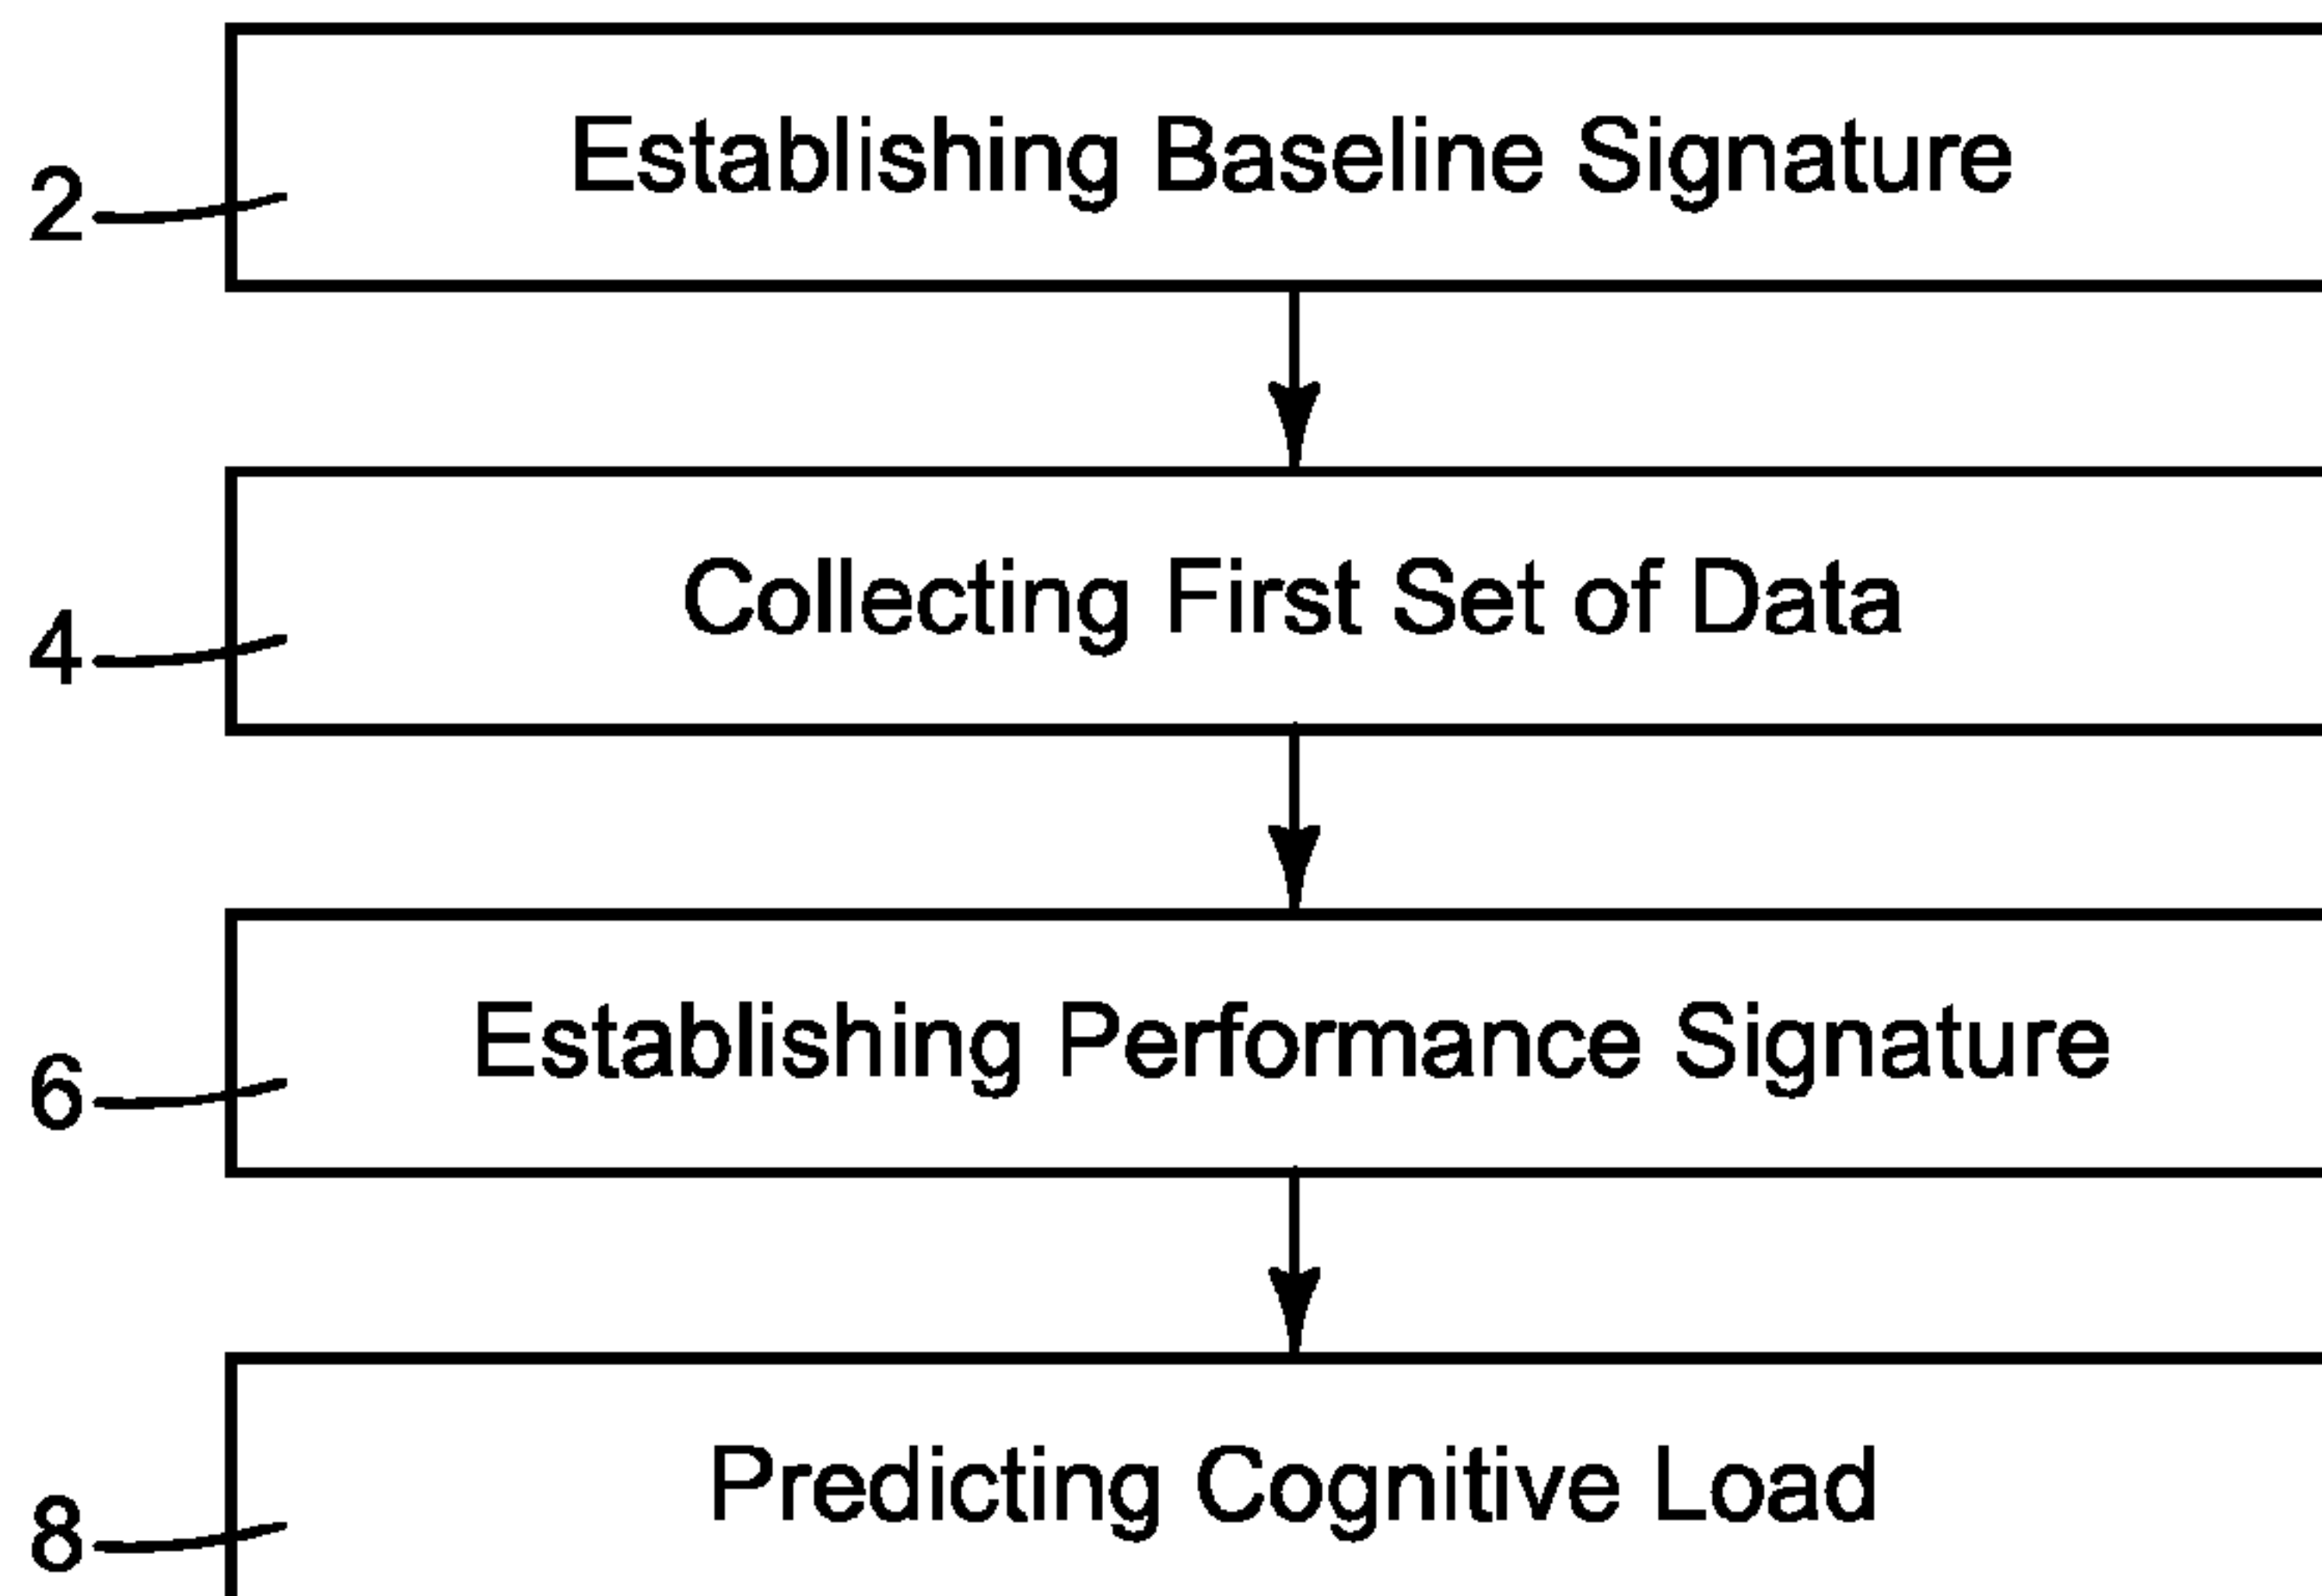 Establishing Baseline Signature
2
Collecting First Set of Data
4
Establishing Performance Signature
6
Predicting Cognitive Load
8